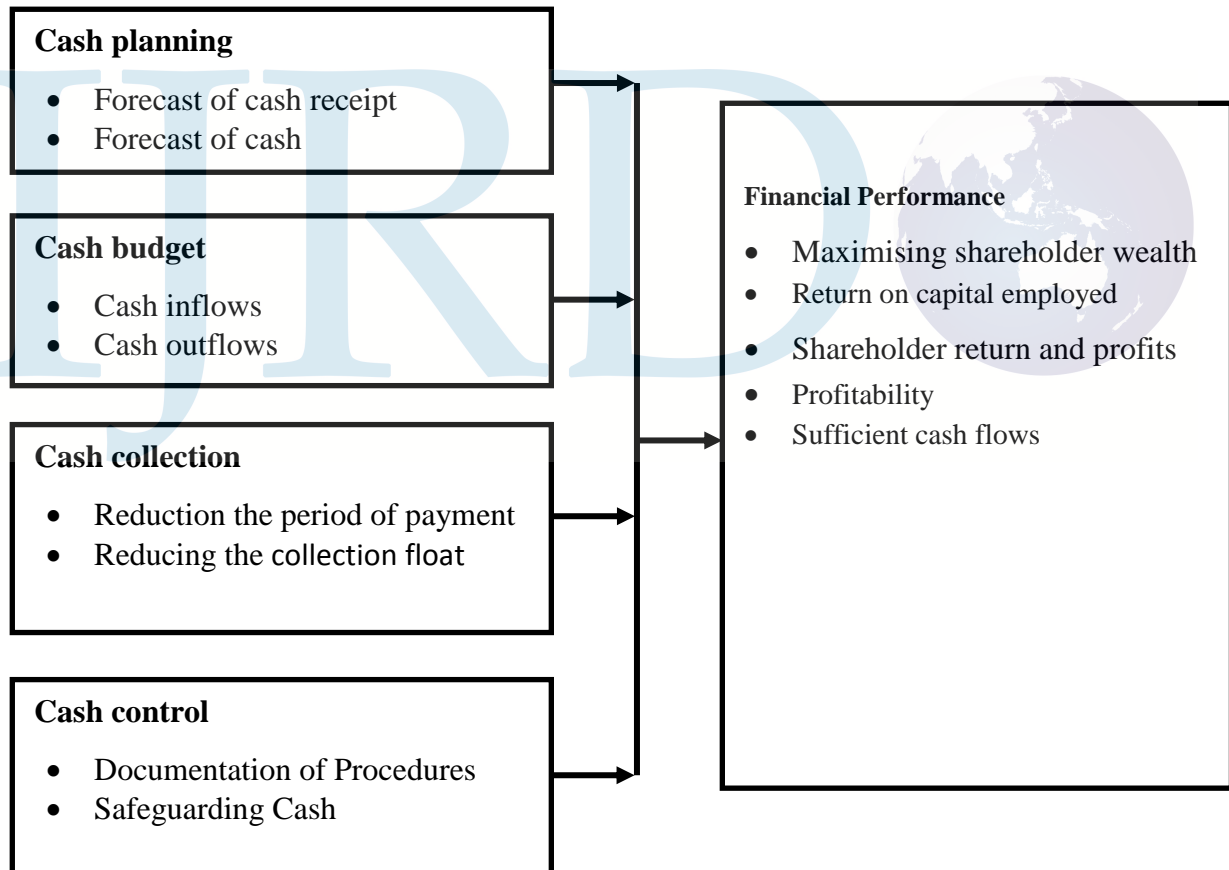 Cash planning
• Forecast of cash receipt
• Forecast of cash
Cash budget
• Cash inflows
• Cash outflows
Cash collection
• Reduction the period of payment
• Reducing the collection float
Cash control
• Documentation of Procedures
• Safeguarding Cash
Financial Performance
• Maximising shareholder wealth
• Return on capital employed
• Shareholder return and profits
• Profitability
• Sufficient cash flows
IJRD